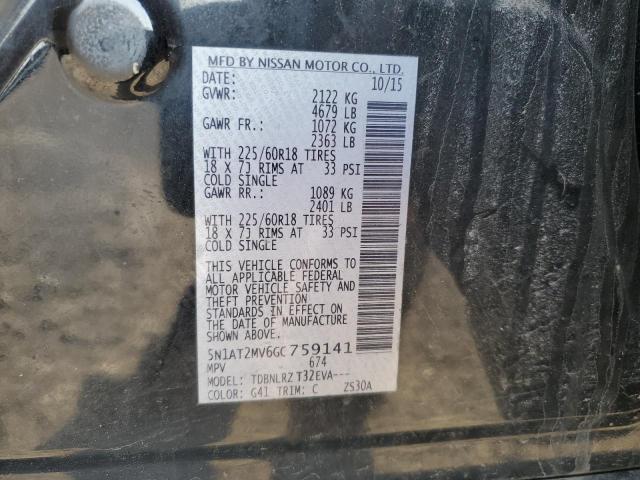 MFD BY NISSAN MOTOR CO., LTD.
DATE: 10/15
GVWR: 2122 KG
4679 LB
GAWR FR.: 1072 KG
2363 LB
WITH 225/60R18 TIRES
18 X 7J RIMS AT 33 PSI
COLD SINGLE
GAWR RR.: 1089 KG
2401 LB
WITH 225/60R18 TIRES
18 X 7J RIMS AT 33 PSI
COLD SINGLE
THIS VEHICLE CONFORMS TO
ALL APPLICABLE FEDERAL
MOTOR VEHICLE SAFETY AND
THEFT PREVENTION
STANDARDS IN EFFECT ON
THE DATE OF MANUFACTURE
SHOWN ABOVE.
5N1AT2MV6GC759141
MPV 674
MODEL: TDBNLRZ T32EVA---
COLOR: G41 TRIM: C ZS30A